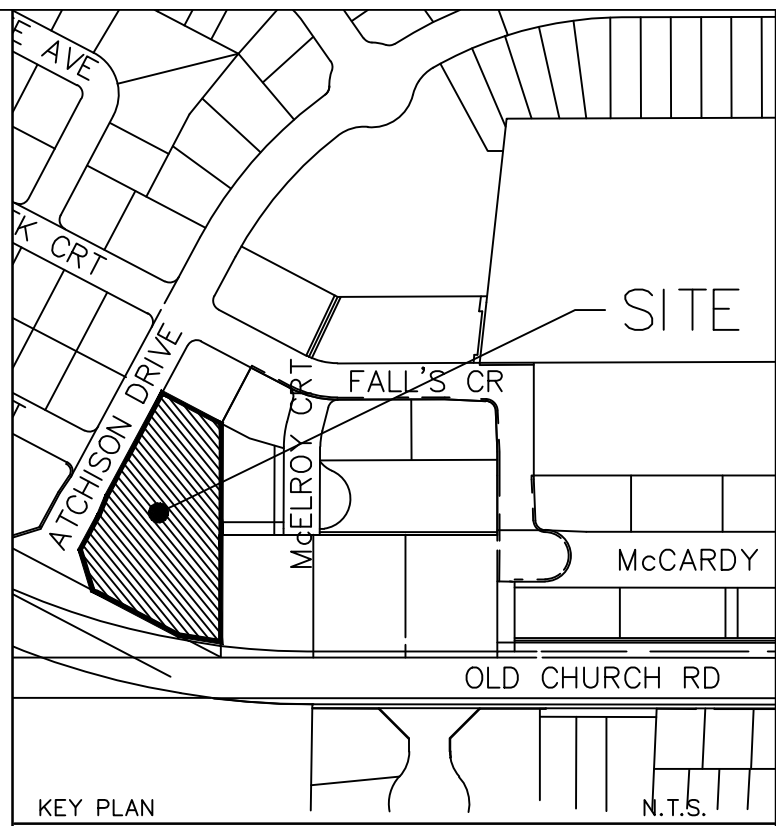 E AVE
K CRT
SITE
ATCHISON DRIVE
FALL'S CR
McELROY CRT
McCARDY
OLD CHURCH RD
KEY PLAN
N.T.S.